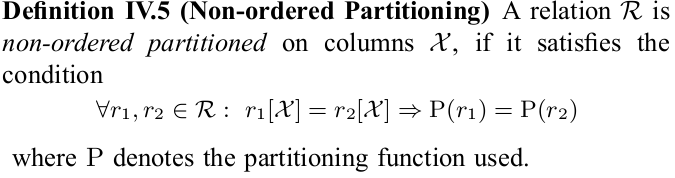 Definition IV.5 (Non-ordered Partitioning) A relation ℛ is
non-ordered partitioned on columns 𝒳, if it satisfies the
condition
∀r₁, r₂ ∈ ℛ : r₁[𝒳] = r₂[𝒳] ⇒ P(r₁) = P(r₂)
where P denotes the partitioning function used.